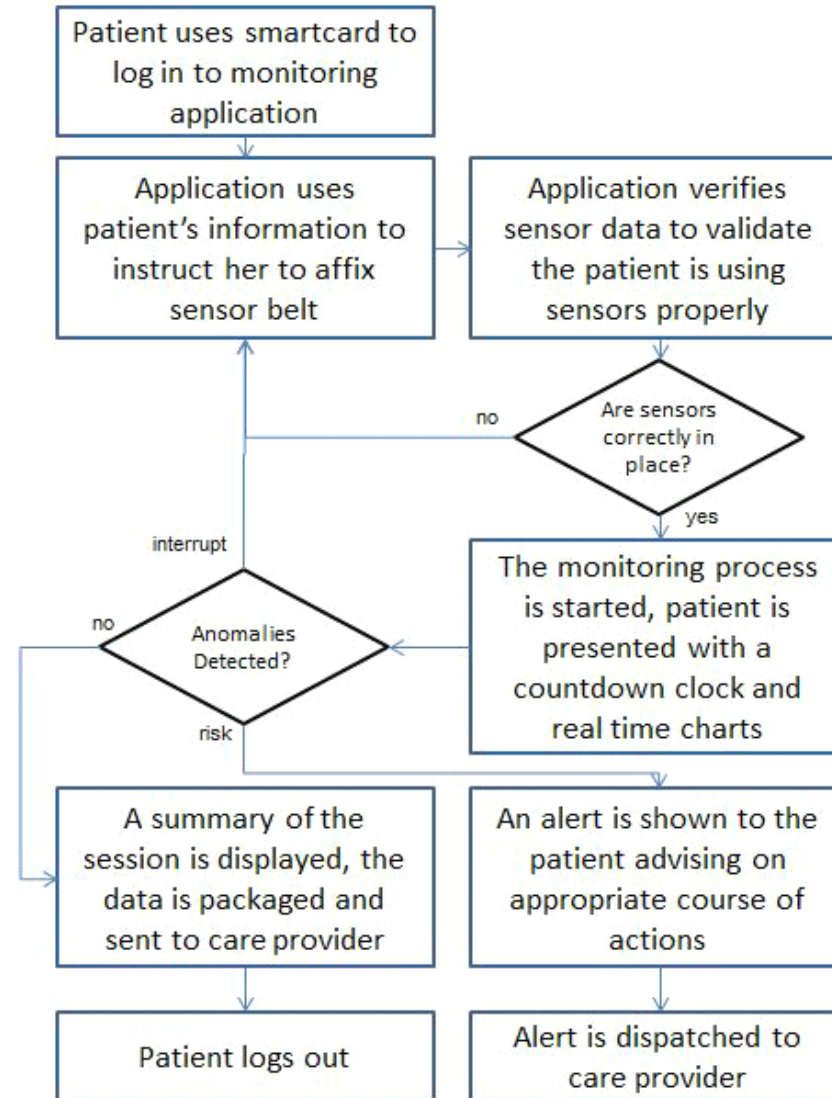 Patient uses smartcard to
log in to monitoring
application
Application uses
patient's information to
instruct her to affix
sensor belt
Application verifies
sensor data to validate
the patient is using
sensors properly
Are sensors
correctly in
place?
no
yes
The monitoring process
is started, patient is
presented with a
countdown clock and
real time charts
Anomalies
Detected?
interrupt
no
risk
A summary of the
session is displayed, the
data is packaged and
sent to care provider
An alert is shown to the
patient advising on
appropriate course of
actions
Patient logs out
Alert is dispatched to
care provider